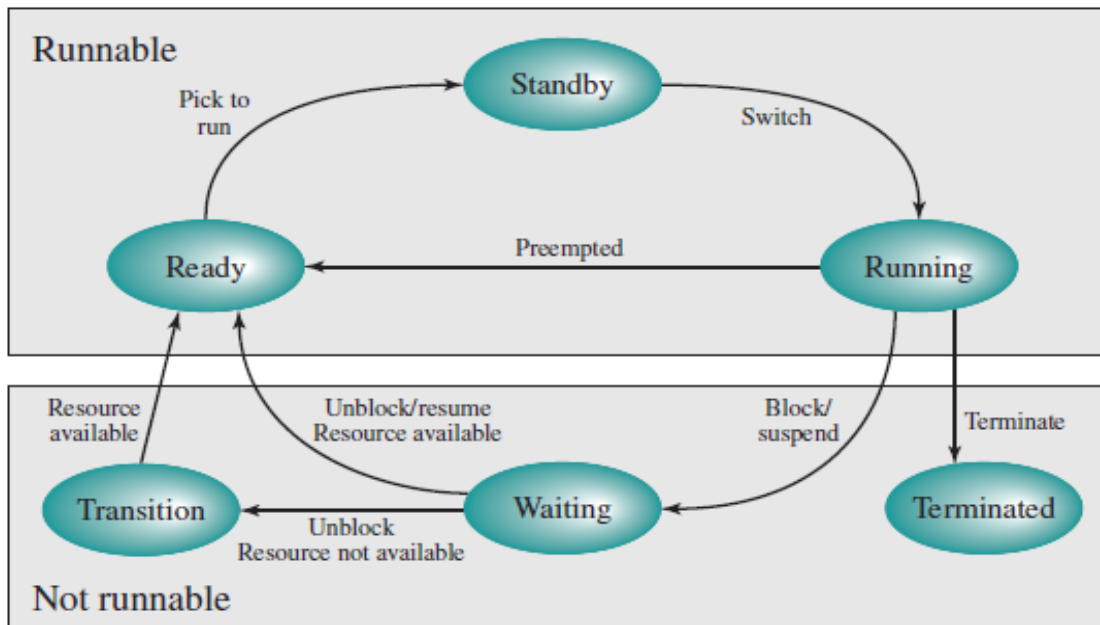 Runnable
Standby
Pick to
run
Switch
Preempted
Ready
Running
Resource
available
Unblock/resume
Resource available
Block/
suspend
Terminate
Transition
Waiting
Terminated
Unblock
Resource not available
Not runnable